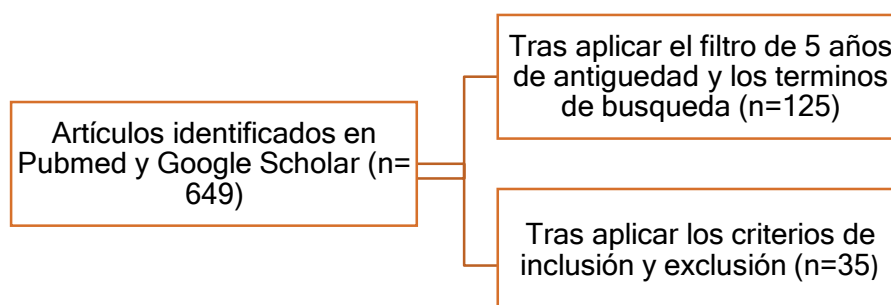 Artículos identificados en
Pubmed y Google Scholar (n=
649)
Tras aplicar el filtro de 5 años
de antiguedad y los terminos
de busqueda (n=125)
Tras aplicar los criterios de
inclusión y exclusión (n=35)